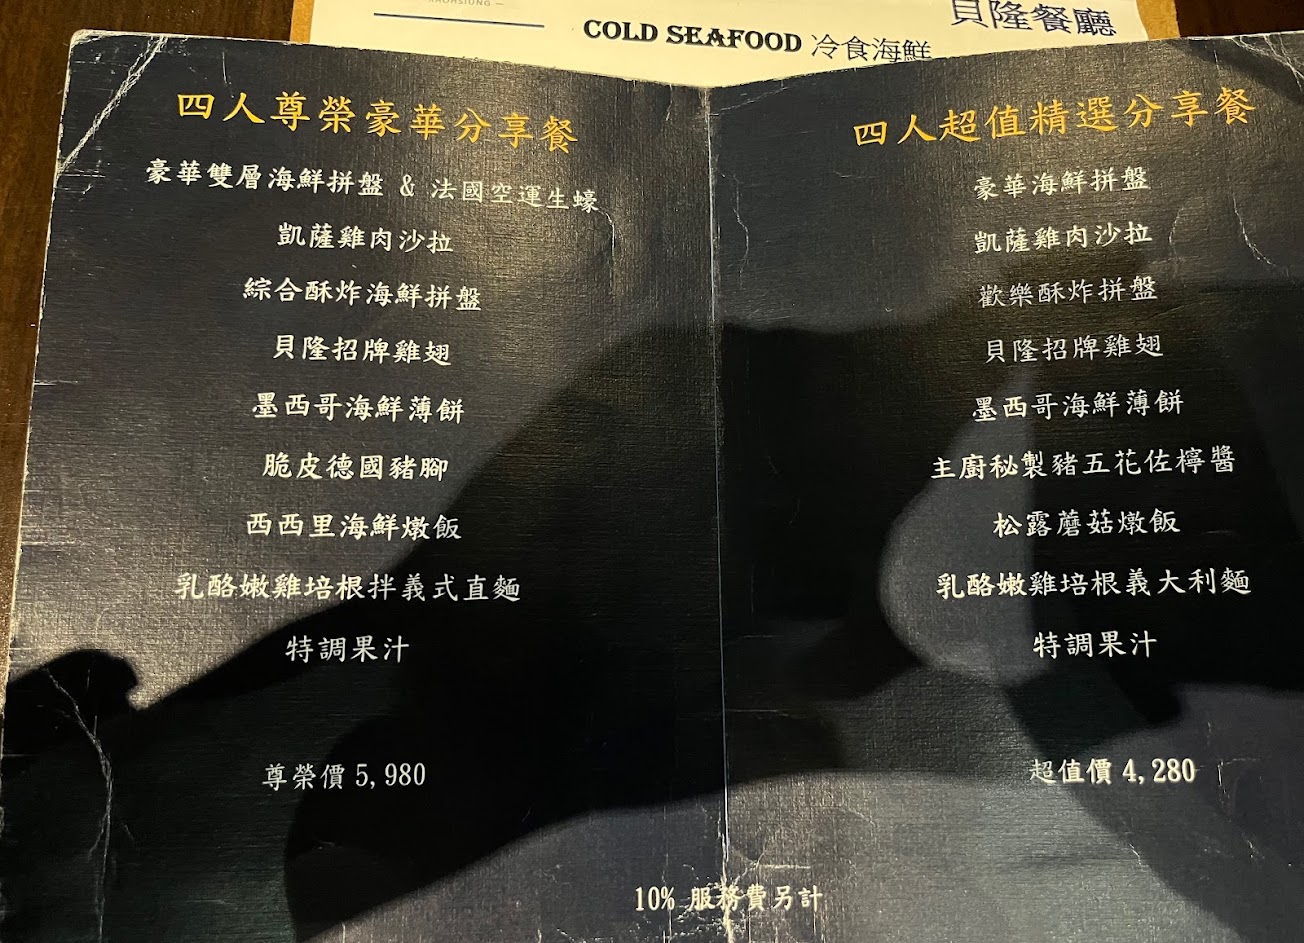 KAOHSIUNG
COLD SEAFOOD 冷食海鮮
貝隆餐廳
四人尊榮豪華分享餐
豪華雙層海鮮拼盤 & 法國空運生蠔
凱薩雞肉沙拉
綜合酥炸海鮮拼盤
貝隆招牌雞翅
墨西哥海鮮薄餅
脆皮德國豬腳
西西里海鮮燉飯
乳酪嫩雞培根拌義式直麵
特調果汁
尊榮價 5,980
四人超值精選分享餐
豪華海鮮拼盤
凱薩雞肉沙拉
歡樂酥炸拼盤
貝隆招牌雞翅
墨西哥海鮮薄餅
主廚秘製豬五花佐檸醬
松露蘑菇燉飯
乳酪嫩雞培根義大利麵
特調果汁
超值價 4,280
10% 服務費另計